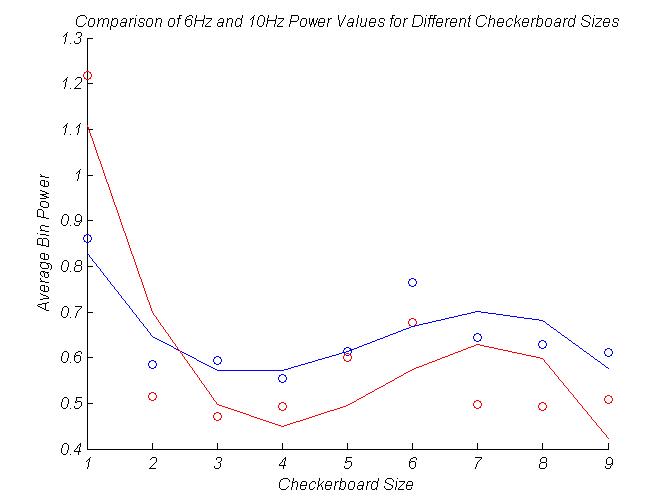 Comparison of 6Hz and 10Hz Power Values for Different Checkerboard Sizes
1.3
1.2
1.1
1
0.9
0.8
0.7
0.6
0.5
0.4
Average Bin Power
1 2 3 4 5 6 7 8 9
Checkerboard Size